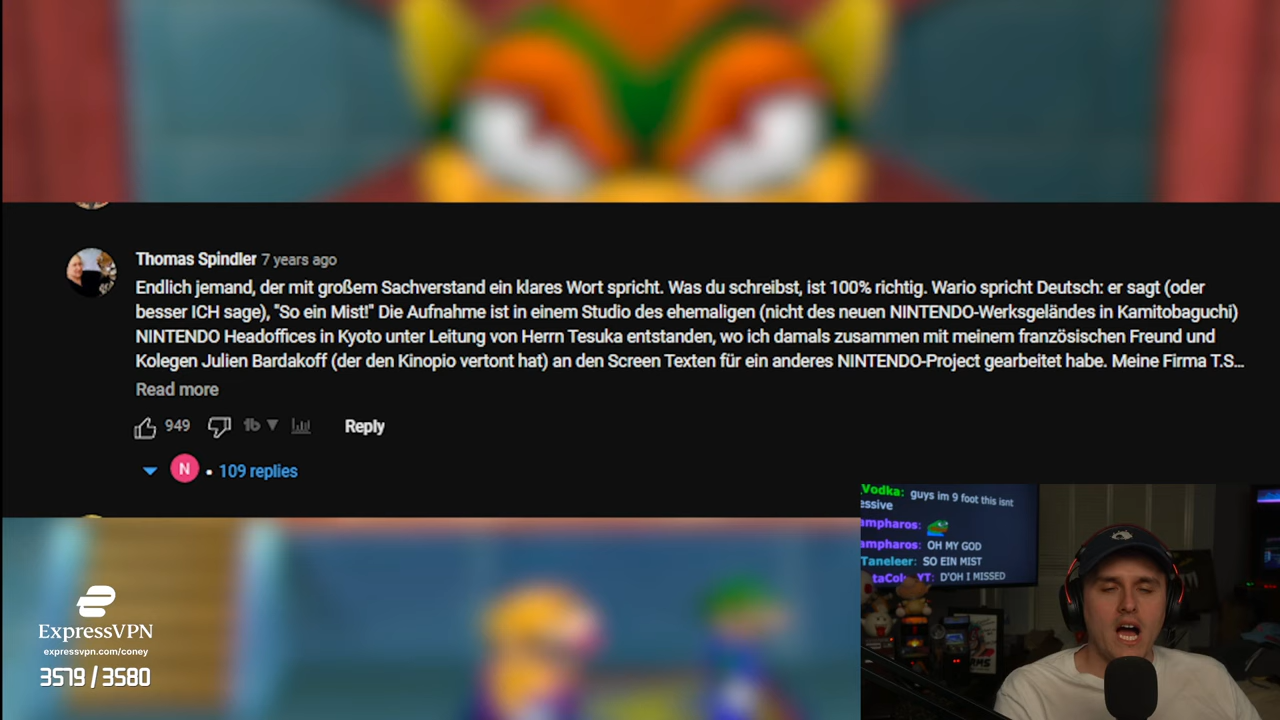 Thomas Spindler 7 years ago
Endlich jemand, der mit großem Sachverstand ein klares Wort spricht. Was du schreibst, ist 100% richtig. Wario spricht Deutsch: er sagt (oder
besser ICH sage), "So ein Mist!" Die Aufnahme ist in einem Studio des ehemaligen (nicht des neuen NINTENDO-Werksgeländes in Kamitobaguchi)
NINTENDO Headoffices in Kyoto unter Leitung von Herrn Tesuka entstanden, wo ich damals zusammen mit meinem französischen Freund und
Kolegen Julien Bardakoff (der den Kinopio vertont hat) an den Screen Texten für ein anderes NINTENDO-Project gearbeitet habe. Meine Firma T.S...
Read more
949 Reply
N • 109 replies
Vodka: guys im 9 foot this isnt
essive
ampharos:
ampharos: OH MY GOD
Taneleer: SO EIN MIST
YT: D'OH I MISSED
ExpressVPN
expressvpn.com/coney
3579 / 3580